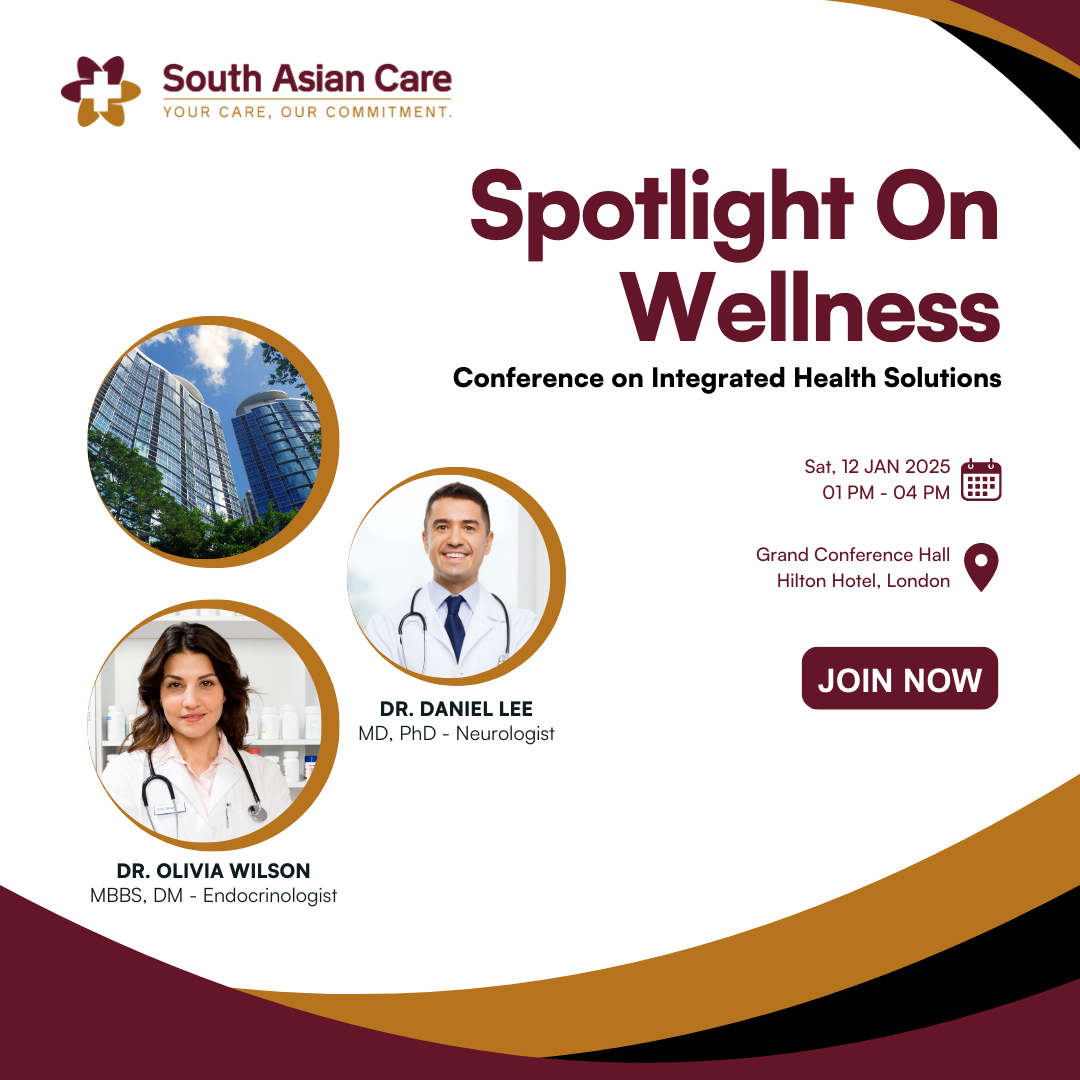 South Asian Care
YOUR CARE, OUR COMMITMENT.
Spotlight On
Wellness
Conference on Integrated Health Solutions
Sat, 12 JAN 2025
01 PM - 04 PM
Grand Conference Hall
Hilton Hotel, London
JOIN NOW
DR. DANIEL LEE
MD, PhD - Neurologist
DR. OLIVIA WILSON
MBBS, DM - Endocrinologist